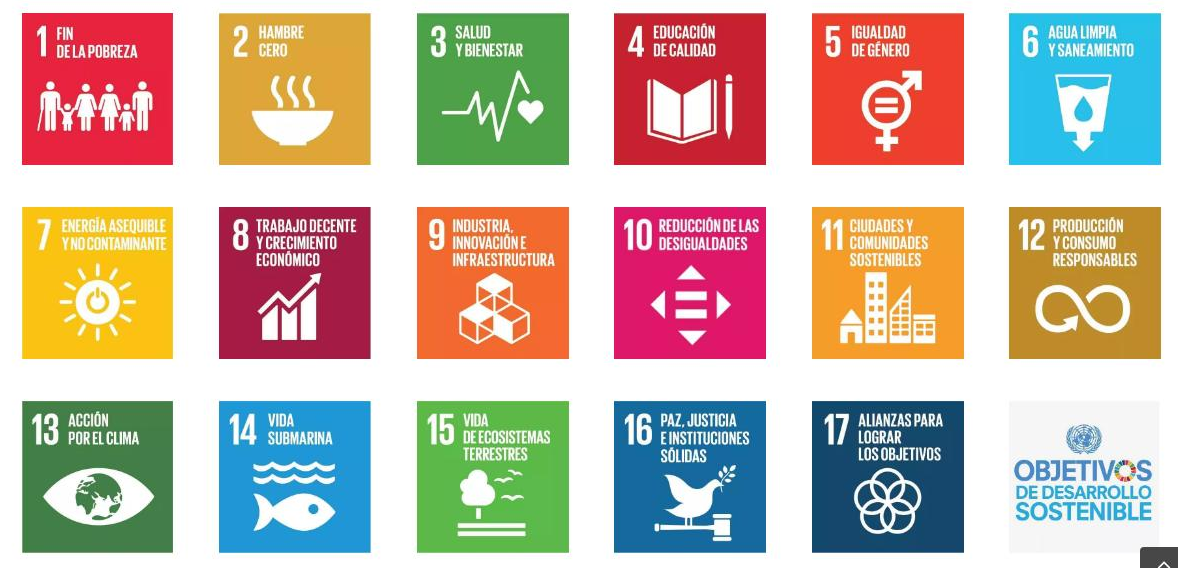 1 FIN
DE LA POBREZA
2 HAMBRE
CERO
3 SALUD
Y BIENESTAR
4 EDUCACIÓN
DE CALIDAD
5 IGUALDAD
DE GÉNERO
6 AGUA LIMPIA
Y SANEAMIENTO
7 ENERGÍA ASEQUIBLE
Y NO CONTAMINANTE
8 TRABAJO DECENTE
Y CRECIMIENTO
ECONÓMICO
9 INDUSTRIA,
INNOVACIÓN E
INFRAESTRUCTURA
10 REDUCCIÓN DE LAS
DESIGUALDADES
11 CIUDADES Y
COMUNIDADES
SOSTENIBLES
12 PRODUCCIÓN
Y CONSUMO
RESPONSABLES
13 ACCIÓN
POR EL CLIMA
14 VIDA
SUBMARINA
15 VIDA
DE ECOSISTEMAS
TERRESTRES
16 PAZ, JUSTICIA
E INSTITUCIONES
SÓLIDAS
17 ALIANZAS PARA
LOGRAR
LOS OBJETIVOS
OBJETIVOS
DE DESARROLLO
SOSTENIBLE